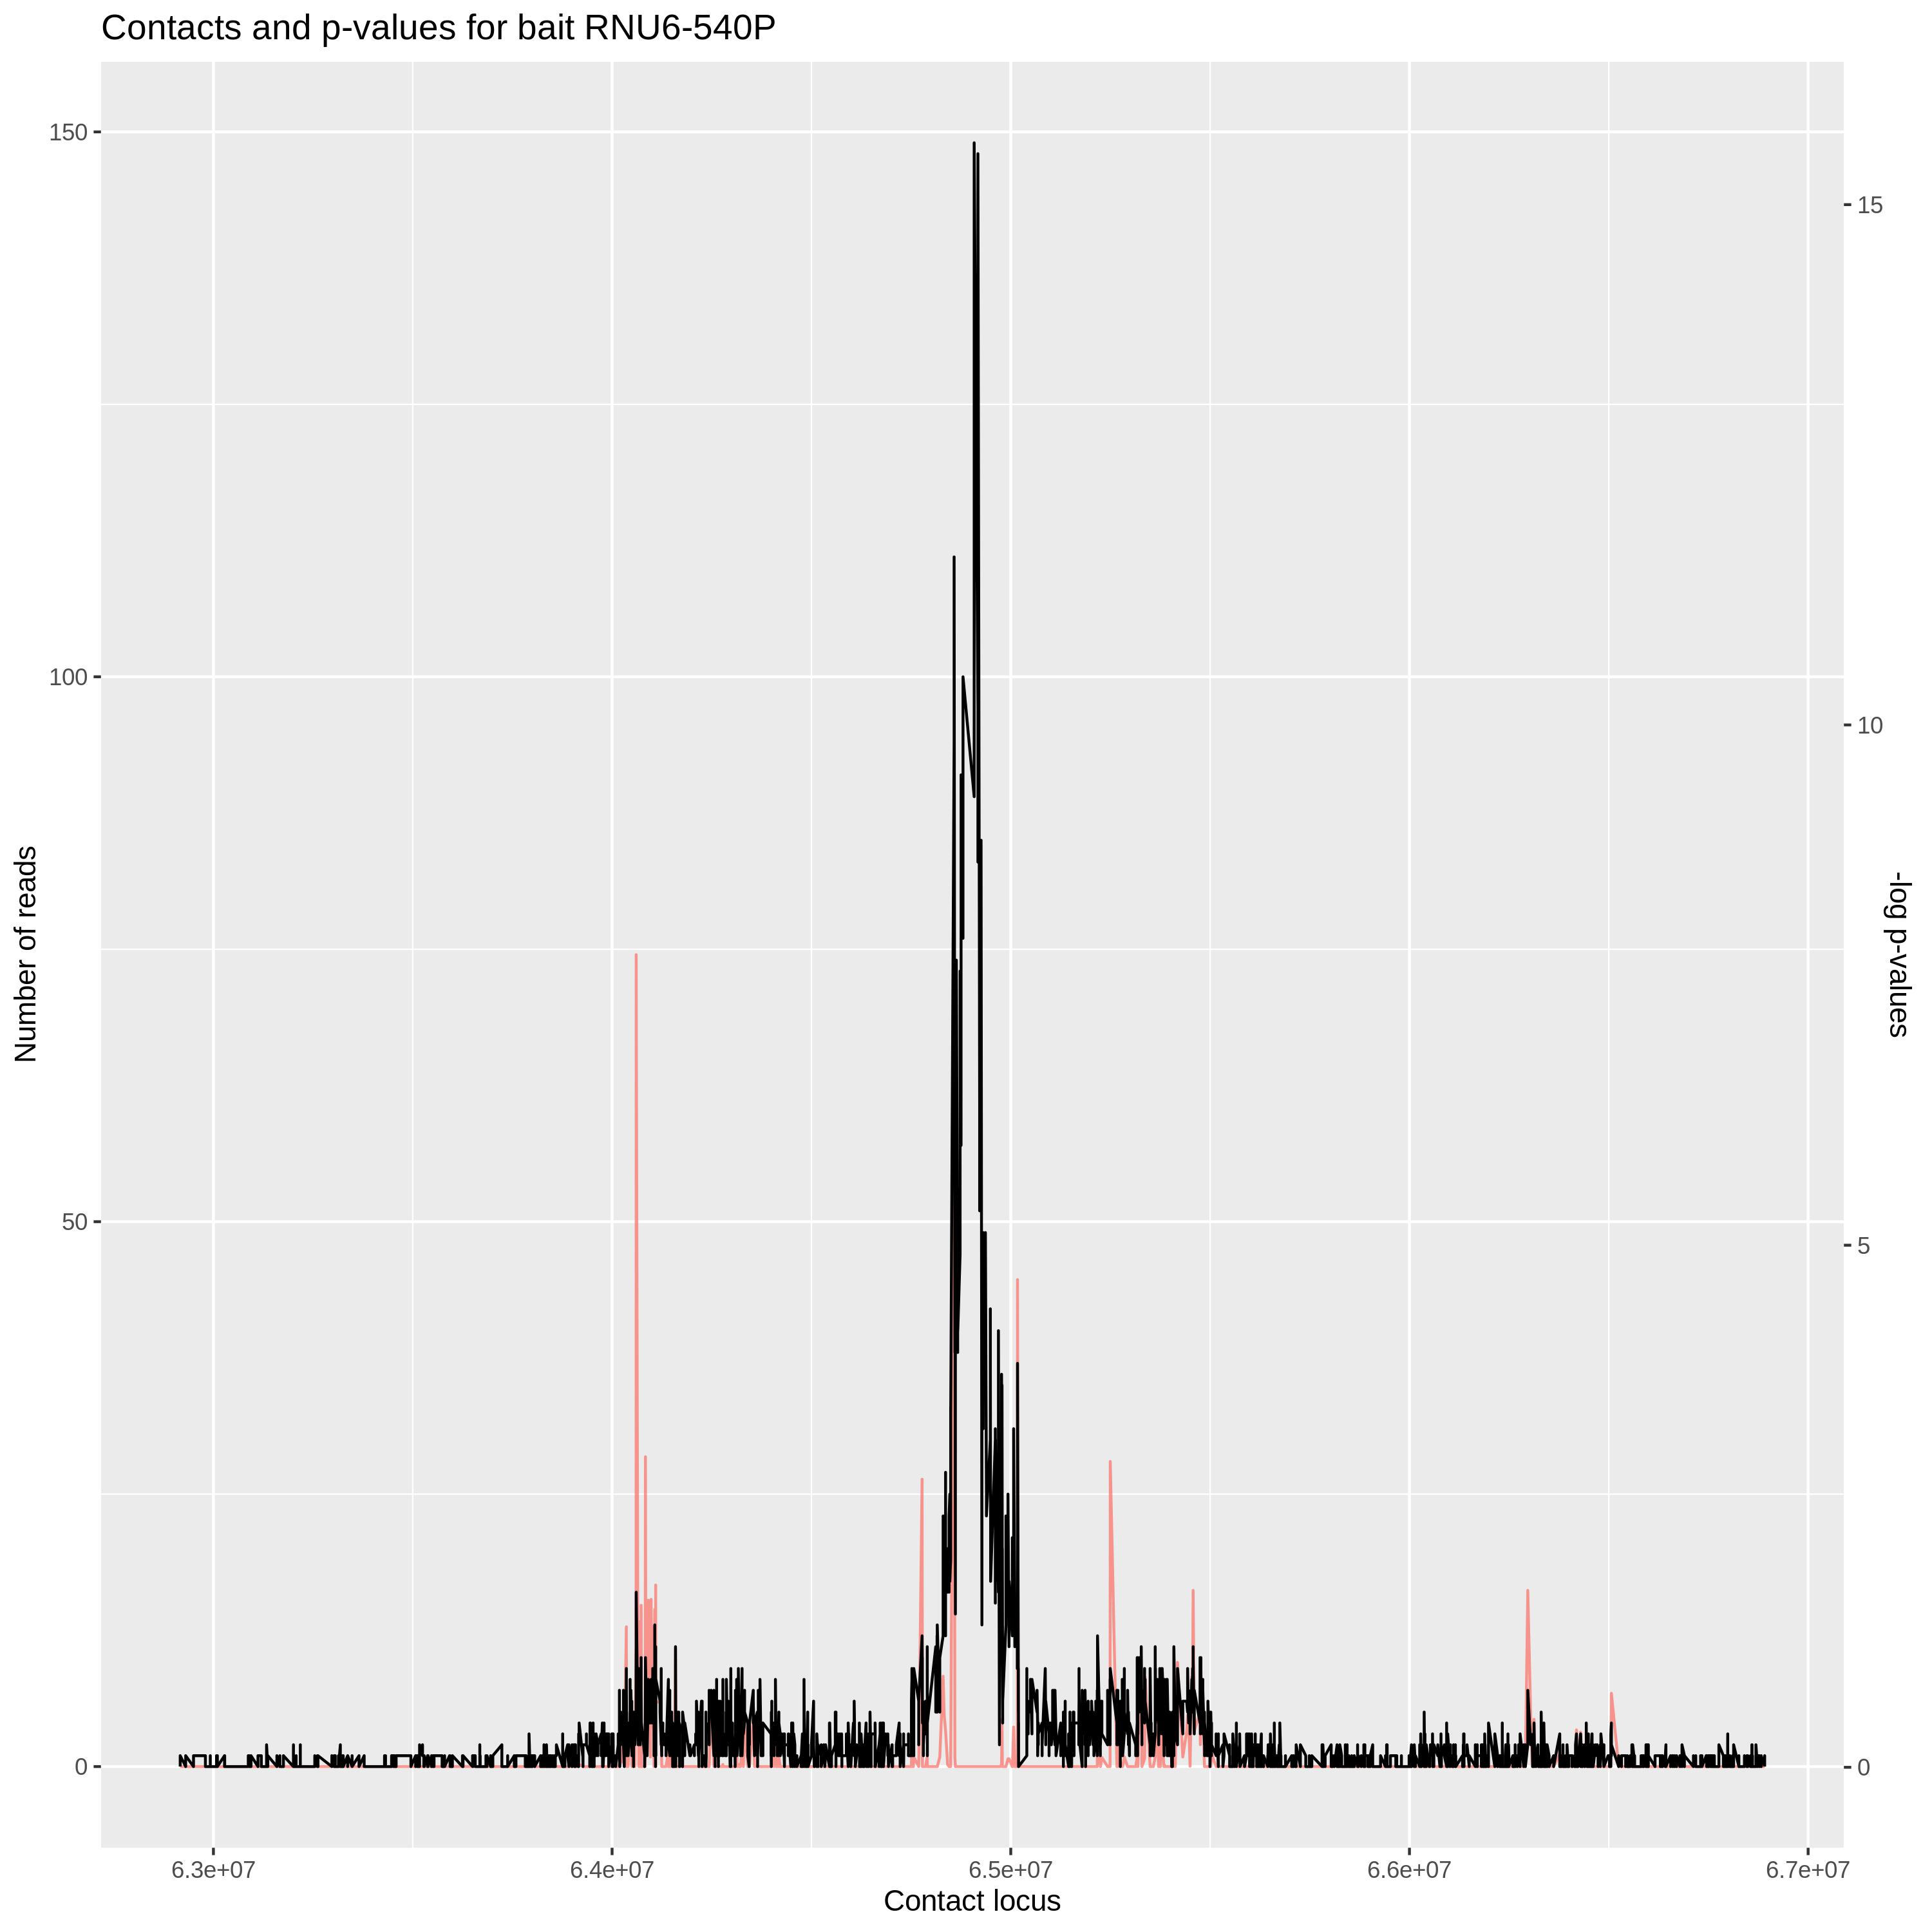 Contacts and p-values for bait RNU6-540P
150
100
50
0
Number of reads
15
10
5
0
-log p-values
6.3e+07 6.4e+07 6.5e+07 6.6e+07 6.7e+07
Contact locus